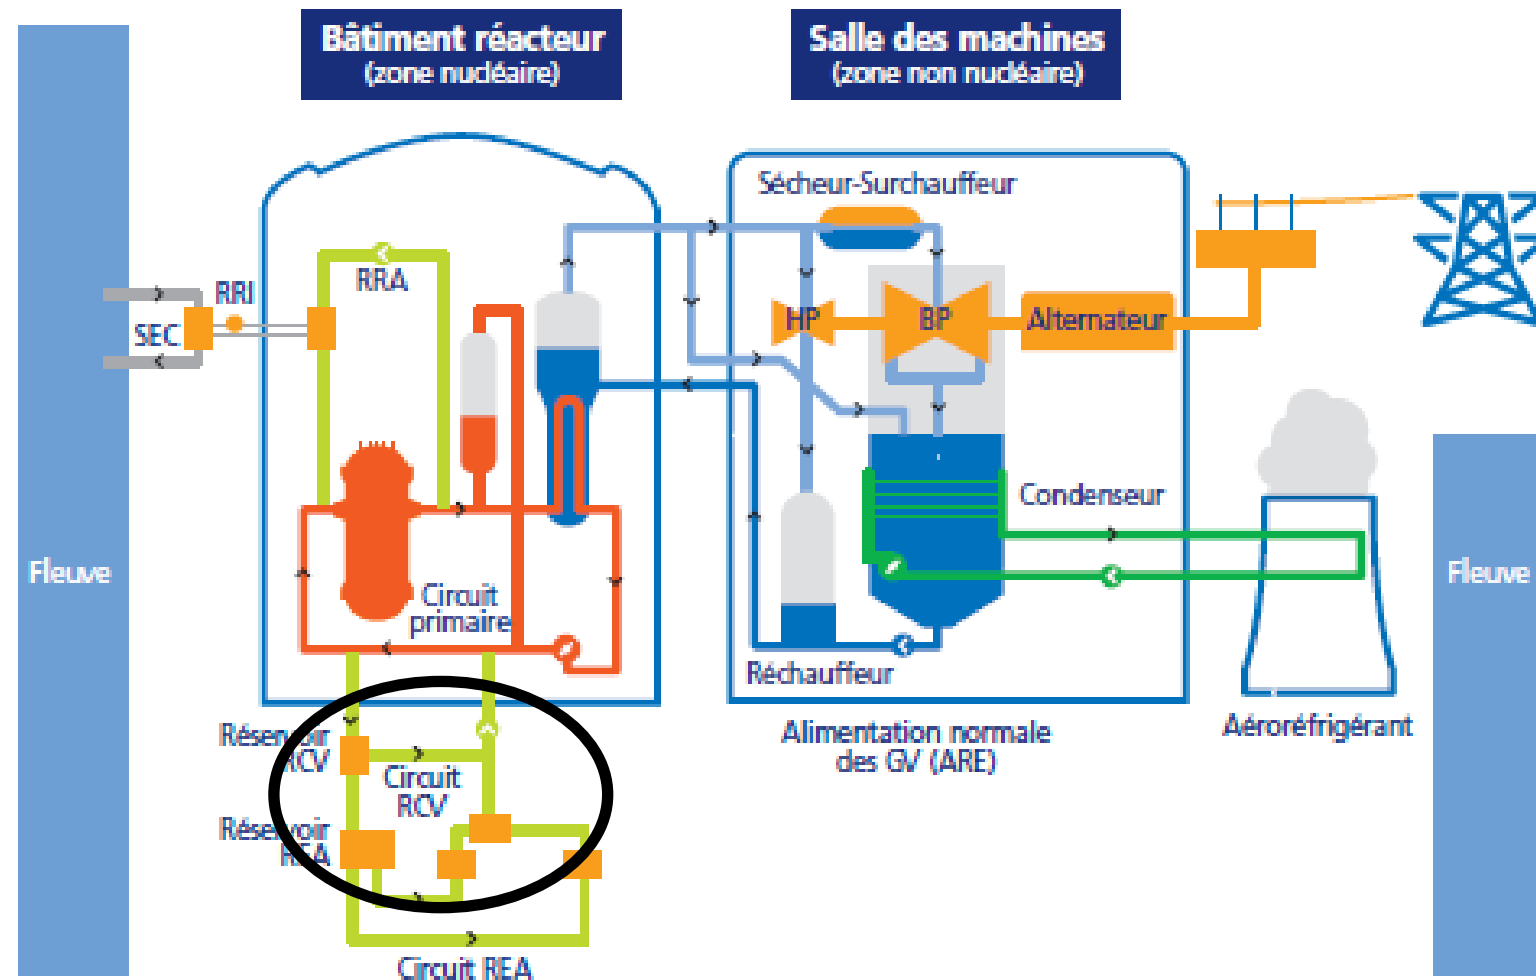 Bâtiment réacteur
(zone nucléaire)
Salle des machines
(zone non nucléaire)
Sécheur-Surchauffeur
RRA
RRI
SEC
HP
BP
Alternateur
Condenseur
Fleuve
Fleuve
Circuit
primaire
Réchauffeur
Réservoir
RCV
Circuit
RCV
Alimentation normale
des GV (ARE)
Aéroréfrigérant
Réservoir
REA
Circuit REA